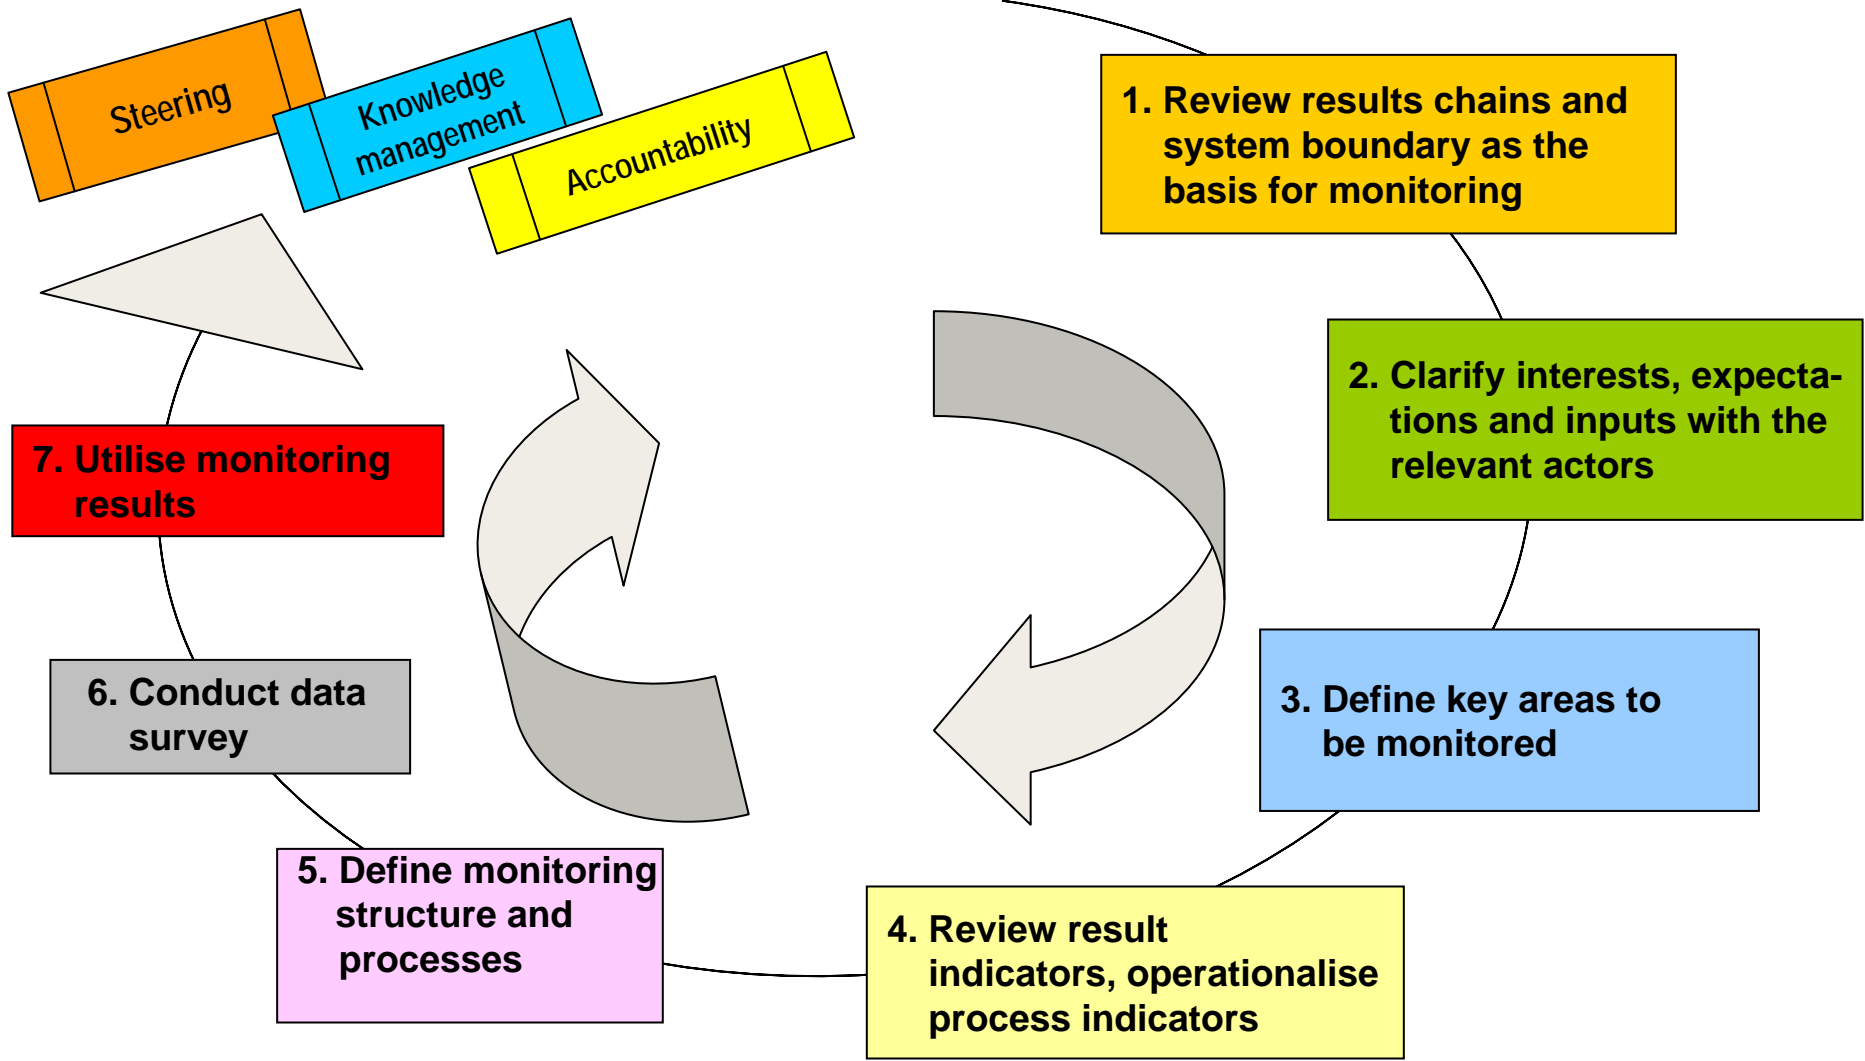 Steering
Knowledge
management
Accountability
1. Review results chains and
system boundary as the
basis for monitoring
2. Clarify interests, expecta-
tions and inputs with the
relevant actors
3. Define key areas to
be monitored
4. Review result
indicators, operationalise
process indicators
5. Define monitoring
structure and
processes
6. Conduct data
survey
7. Utilise monitoring
results